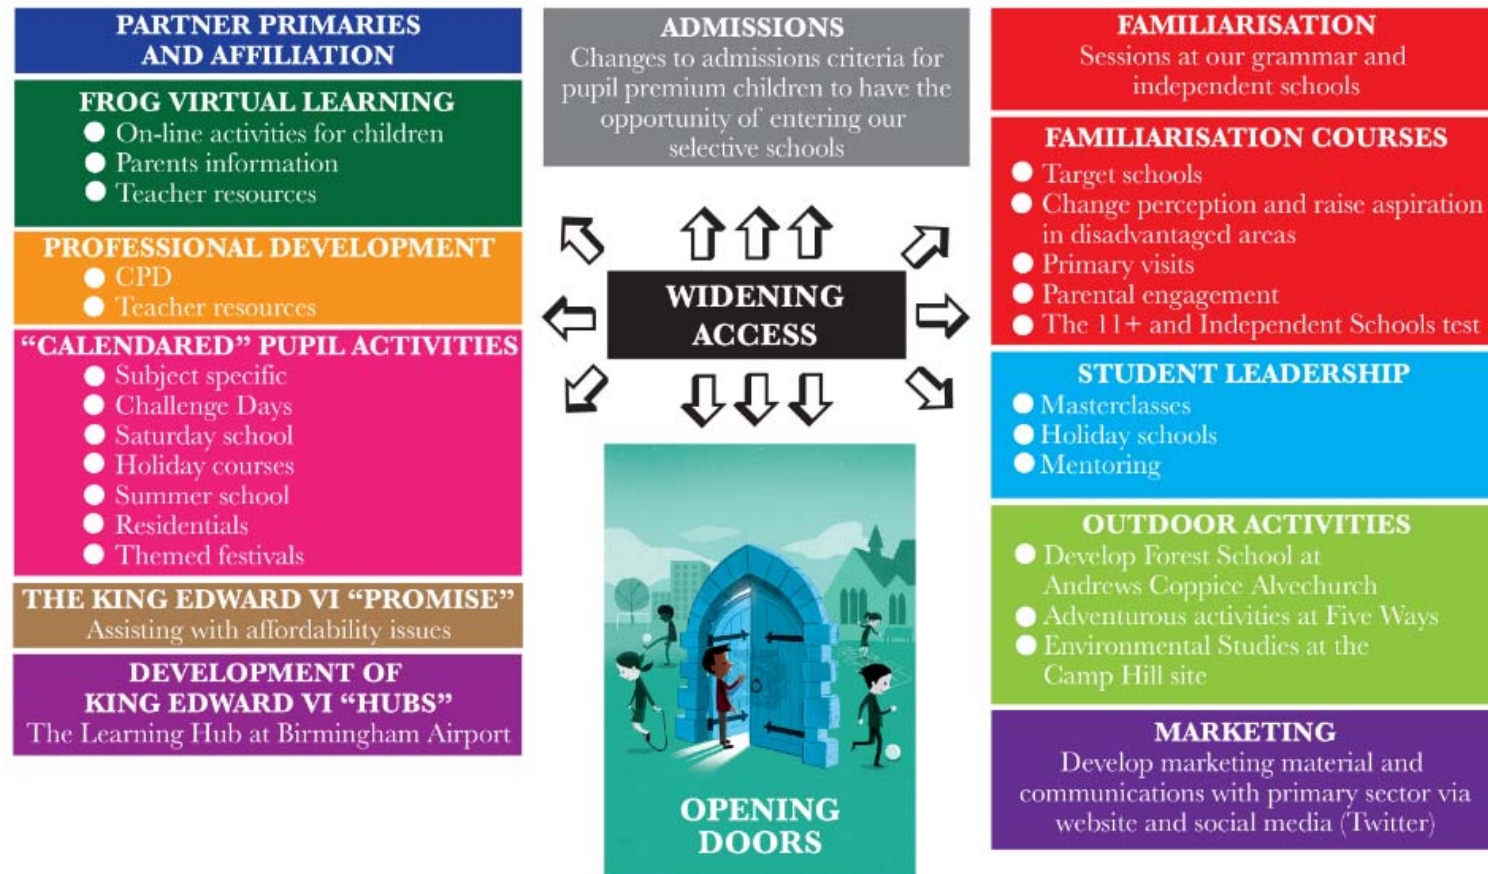 PARTNER PRIMARIES
AND AFFILIATION
FROG VIRTUAL LEARNING
On-line activities for children
Parents information
Teacher resources
PROFESSIONAL DEVELOPMENT
CPD
Teacher resources
“CALENDARED” PUPIL ACTIVITIES
Subject specific
Challenge Days
Saturday school
Holiday courses
Summer school
Residentials
Themed festivals
THE KING EDWARD VI “PROMISE”
Assisting with affordability issues
DEVELOPMENT OF
KING EDWARD VI “HUBS”
The Learning Hub at Birmingham Airport
ADMISSIONS
Changes to admissions criteria for
pupil premium children to have the
opportunity of entering our
selective schools
WIDENING
ACCESS
OPENING
DOORS
FAMILIARISATION
Sessions at our grammar and
independent schools
FAMILIARISATION COURSES
Target schools
Change perception and raise aspiration
in disadvantaged areas
Primary visits
Parental engagement
The 11+ and Independent Schools test
STUDENT LEADERSHIP
Masterclasses
Holiday schools
Mentoring
OUTDOOR ACTIVITIES
Develop Forest School at
Andrews Coppice Alvechurch
Adventurous activities at Five Ways
Environmental Studies at the
Camp Hill site
MARKETING
Develop marketing material and
communications with primary sector via
website and social media (Twitter)